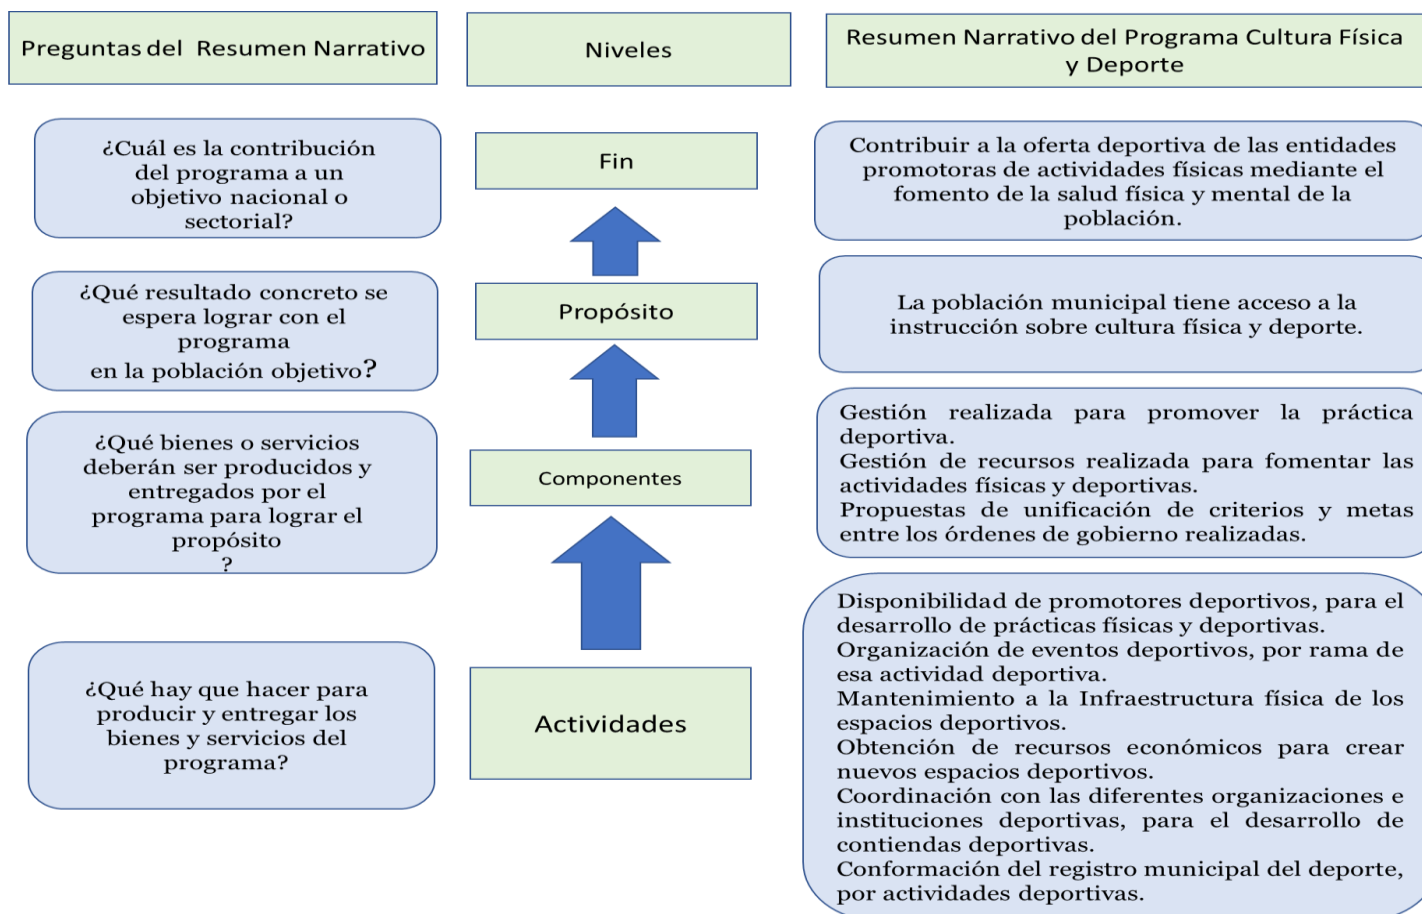 Preguntas del Resumen Narrativo
Niveles
Resumen Narrativo del Programa Cultura Física
y Deporte
¿Cuál es la contribución
del programa a un
objetivo nacional o
sectorial?
Fin
Contribuir a la oferta deportiva de las entidades
promotoras de actividades físicas mediante el
fomento de la salud física y mental de la
población.
¿Qué resultado concreto se
espera lograr con el
programa
en la población objetivo?
Propósito
La población municipal tiene acceso a la
instrucción sobre cultura física y deporte.
¿Qué bienes o servicios
deberán ser producidos y
entregados por el
programa para lograr el
propósito
?
Componentes
Gestión realizada para promover la práctica
deportiva.
Gestión de recursos realizada para fomentar las
actividades físicas y deportivas.
Propuestas de unificación de criterios y metas
entre los órdenes de gobierno realizadas.
¿Qué hay que hacer para
producir y entregar los
bienes y servicios del
programa?
Actividades
Disponibilidad de promotores deportivos, para el
desarrollo de prácticas físicas y deportivas.
Organización de eventos deportivos, por rama de
esa actividad deportiva.
Mantenimiento a la Infraestructura física de los
espacios deportivos.
Obtención de recursos económicos para crear
nuevos espacios deportivos.
Coordinación con las diferentes organizaciones e
instituciones deportivas, para el desarrollo de
contiendas deportivas.
Conformación del registro municipal del deporte,
por actividades deportivas.